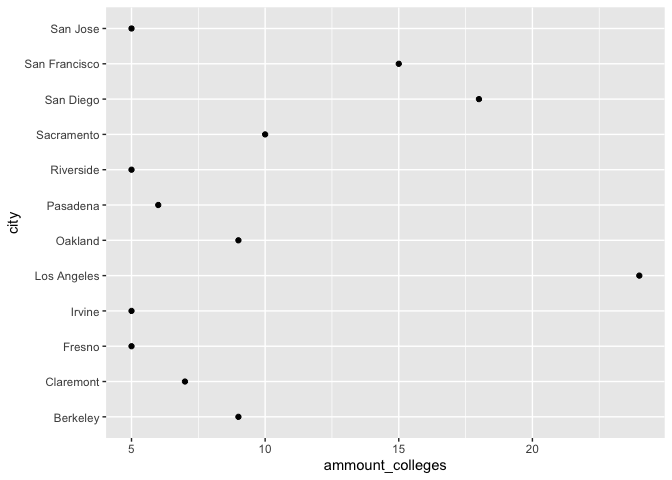 San Jose
San Francisco
San Diego
Sacramento
Riverside
Pasadena
Oakland
Los Angeles
Irvine
Fresno
Claremont
Berkeley
city
5 10 15 20
ammount_colleges